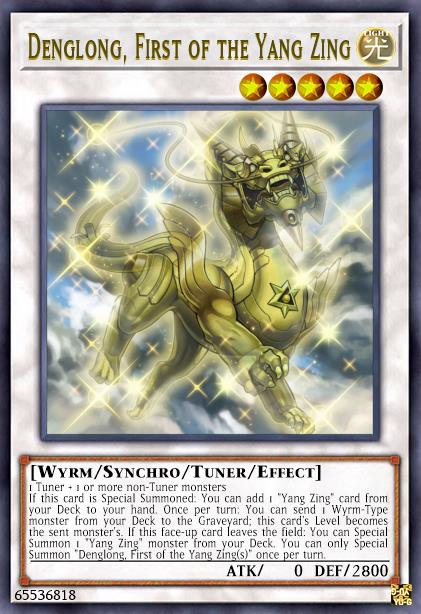 DENGLONG, FIRST OF THE YANG ZING
LIGHT
光
[WYRM/SYNCHRO/TUNER/EFFECT]
1 Tuner + 1 or more non-Tuner monsters
If this card is Special Summoned: You can add 1 "Yang Zing" card from
your Deck to your hand. Once per turn: You can send 1 Wyrm-Type
monster from your Deck to the Graveyard; this card's Level becomes
the sent monster's. If this face-up card leaves the field: You can Special
Summon 1 "Yang Zing" monster from your Deck. You can only Special
Summon "Denglong, First of the Yang Zing(s)" once per turn.
ATK/ 0 DEF/2800
65536818